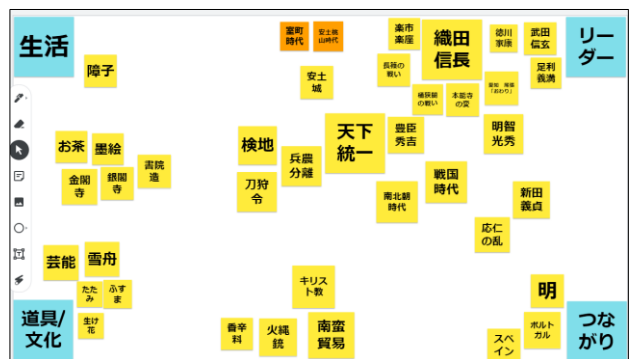 生活
室町
時代
安土桃
山時代
楽市
楽座
織田
信長
徳川
家康
武田
信玄
リー
ダー
障子
安土
城
長篠の
戦い
足利
義満
桶狭間
の戦い
本能寺
の変
愛知 尾張
「おわり」
お茶
墨絵
書院
造
検地
兵農
分離
天下
統一
豊臣
秀吉
明智
光秀
金閣
寺
銀閣
寺
刀狩
令
南北朝
時代
戦国
時代
新田
義貞
応仁
の乱
芸能
雪舟
たた
み
ふす
ま
キリス
ト教
明
道具/
文化
生け
花
香辛
料
火縄
銃
南蛮
貿易
スペ
イン
ポルト
ガル
つな
がり